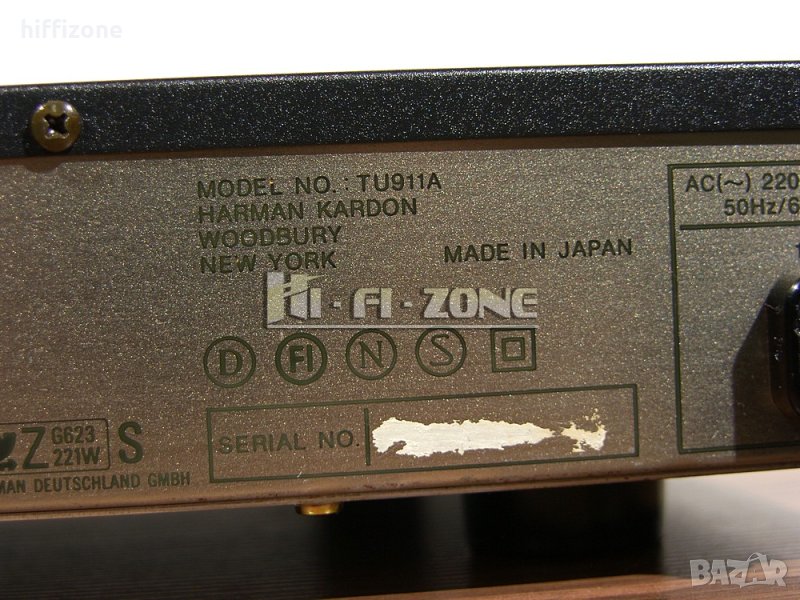 hiffizone
MODEL NO.: TU911A
HARMAN KARDON
WOODBURY
NEW YORK
MADE IN JAPAN
AC(~) 220
50Hz/6
Hi-Fi-ZONE
D FI N S
Z G623 S
221W
MAN DEUTSCHLAND GMBH
SERIAL NO.
BAZAR